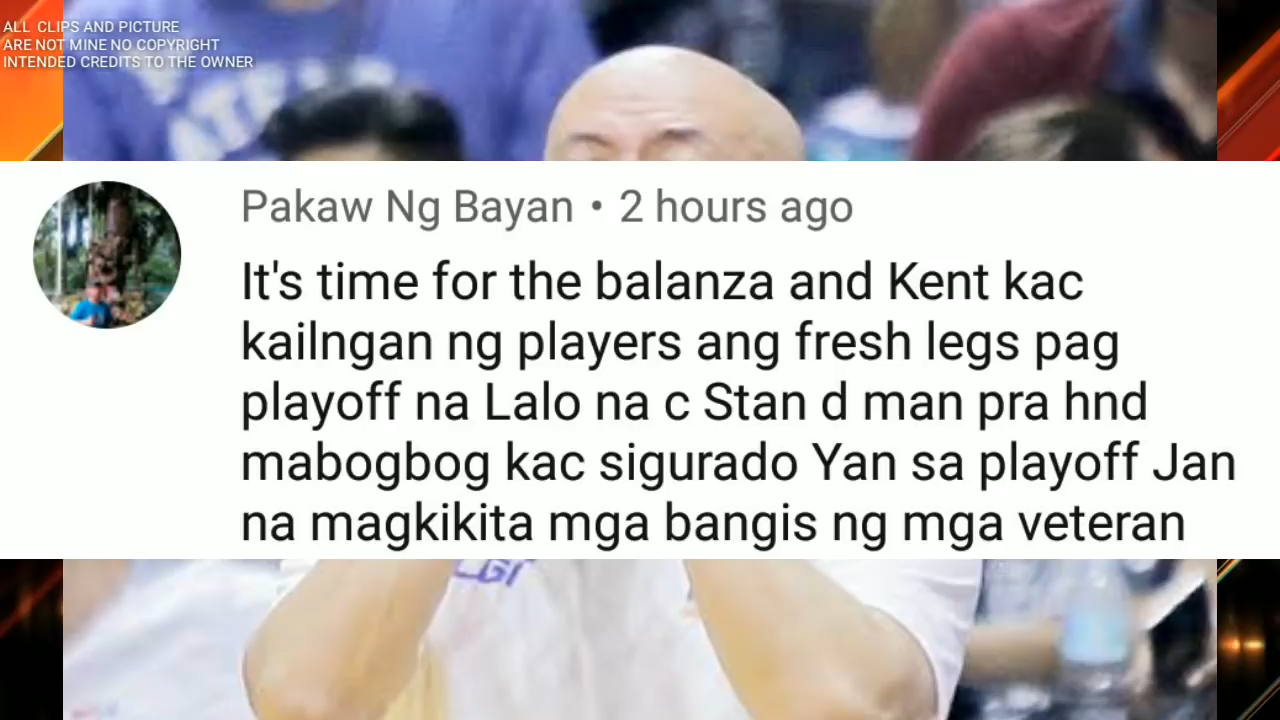 ALL CLIPS AND PICTURE
ARE NOT MINE NO COPYRIGHT
INTENDED CREDITS TO THE OWNER
Pakaw Ng Bayan • 2 hours ago
It's time for the balanza and Kent kac
kailngan ng players ang fresh legs pag
playoff na Lalo na c Stan d man pra hnd
mabogbog kac sigurado Yan sa playoff Jan
na magkikita mga bangis ng mga veteran